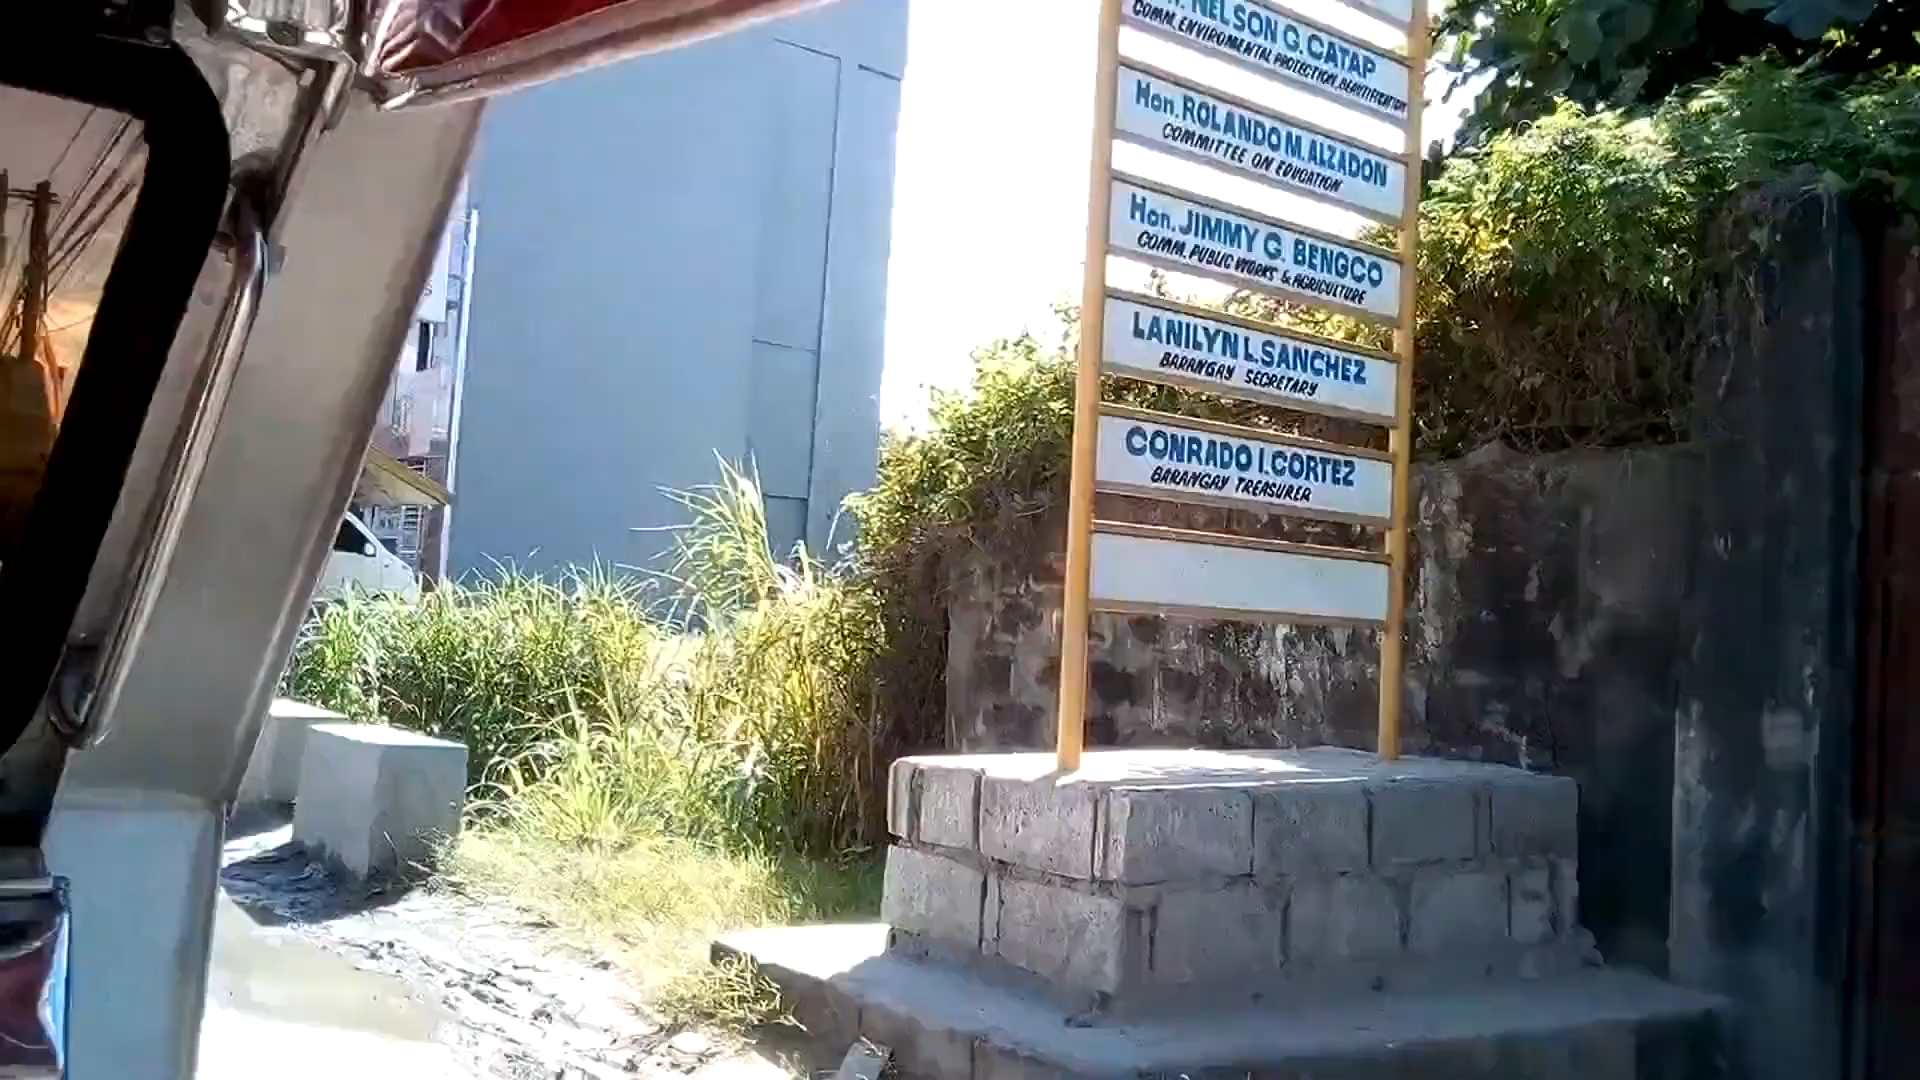 NELSON G. CATAP
COMM. ENVIROMENTAL PROTECTION, BEAUTIFICATION
Hon. ROLANDO M. ALZADON
COMMITTEE ON EDUCATION
Hon. JIMMY G. BENGCO
COMM. PUBLIC WORKS & AGRICULTURE
LANILYN L. SANCHEZ
BARANGAY SECRETARY
CONRADO I. CORTEZ
BARANGAY TREASURER